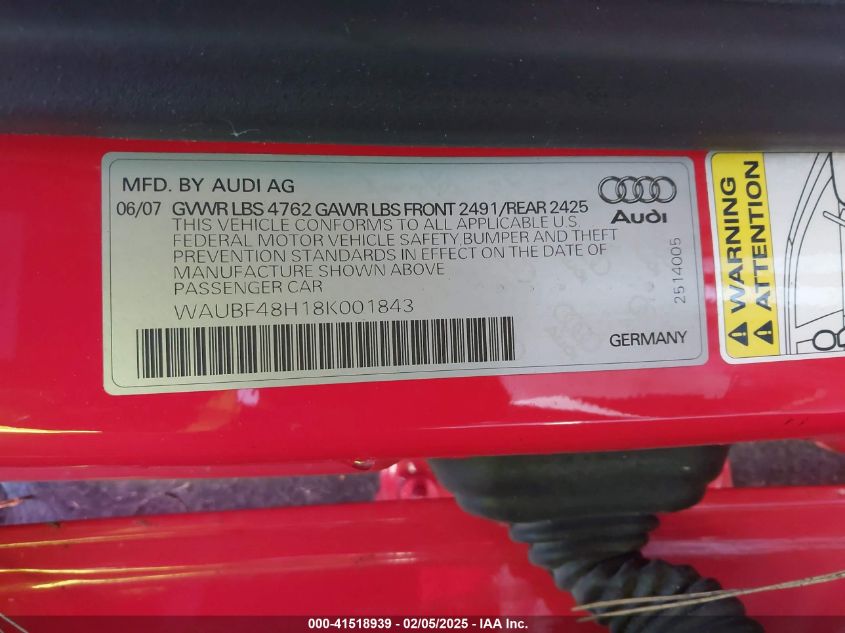 MFD. BY AUDI AG
06/07 GVWR LBS 4762 GAWR LBS FRONT 2491/REAR 2425
THIS VEHICLE CONFORMS TO ALL APPLICABLE U.S.
FEDERAL MOTOR VEHICLE SAFETY,BUMPER AND THEFT
PREVENTION STANDARDS IN EFFECT ON THE DATE OF
MANUFACTURE SHOWN ABOVE
PASSENGER CAR
WAUBF48H18K001843
Audi
2514005
GERMANY
WARNING
ATTENTION
000-41518939 - 02/05/2025 - IAA Inc.